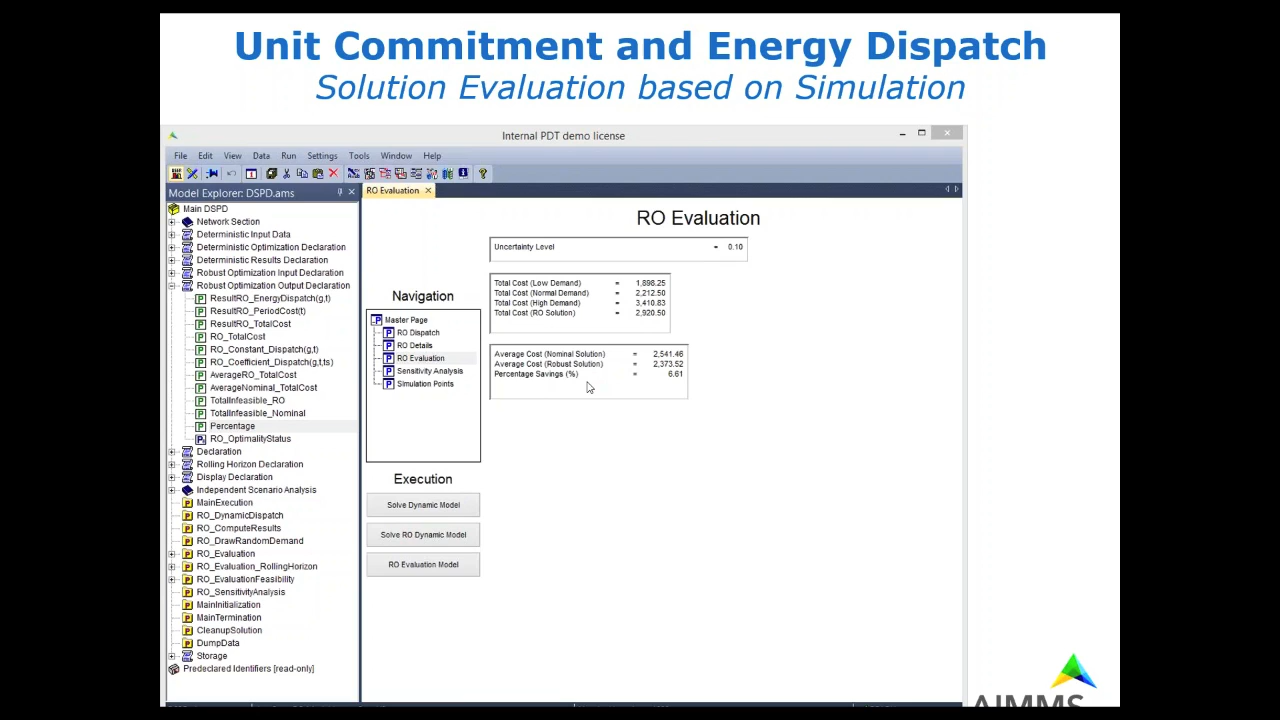 Unit Commitment and Energy Dispatch
Solution Evaluation based on Simulation
Internal PDT demo license
File Edit View Data Run Settings Tools Window Help
Model Explorer: DSPD.ams
RO Evaluation
Main DSPD
Network Section
Deterministic Input Data
Deterministic Optimization Declaration
Deterministic Results Declaration
Robust Optimization Input Declaration
Robust Optimization Output Declaration
ResultRO_EnergyDispatch(g,t)
ResultRO_PeriodCost(t)
ResultRO_TotalCost
RO_TotalCost
RO_Constant_Dispatch(g,t)
RO_Coefficient_Dispatch(g,t,ts)
AverageRO_TotalCost
AverageNominal_TotalCost
TotalInfeasible_RO
TotalInfeasible_Nominal
Percentage
RO_OptimalityStatus
Declaration
Rolling Horizon Declaration
Display Declaration
Independent Scenario Analysis
MainExecution
RO_DynamicDispatch
RO_ComputeResults
RO_DrawRandomDemand
RO_Evaluation
RO_Evaluation_RollingHorizon
RO_EvaluationFeasibility
RO_SensitivityAnalysis
MainInitialization
MainTermination
CleanupSolution
DumpData
Storage
Predeclared Identifiers [read-only]
RO Evaluation
Uncertainty Level = 0.10
Total Cost (Low Demand) = 1,898.25
Total Cost (Normal Demand) = 2,212.50
Total Cost (High Demand) = 3,410.83
Total Cost (RO Solution) = 2,920.50
Average Cost (Nominal Solution) = 2,541.46
Average Cost (Robust Solution) = 2,373.52
Percentage Savings (%) = 6.61
Navigation
Master Page
RO Dispatch
RO Details
RO Evaluation
Sensitivity Analysis
Simulation Points
Execution
Solve Dynamic Model
Solve RO Dynamic Model
RO Evaluation Model
AIMMS